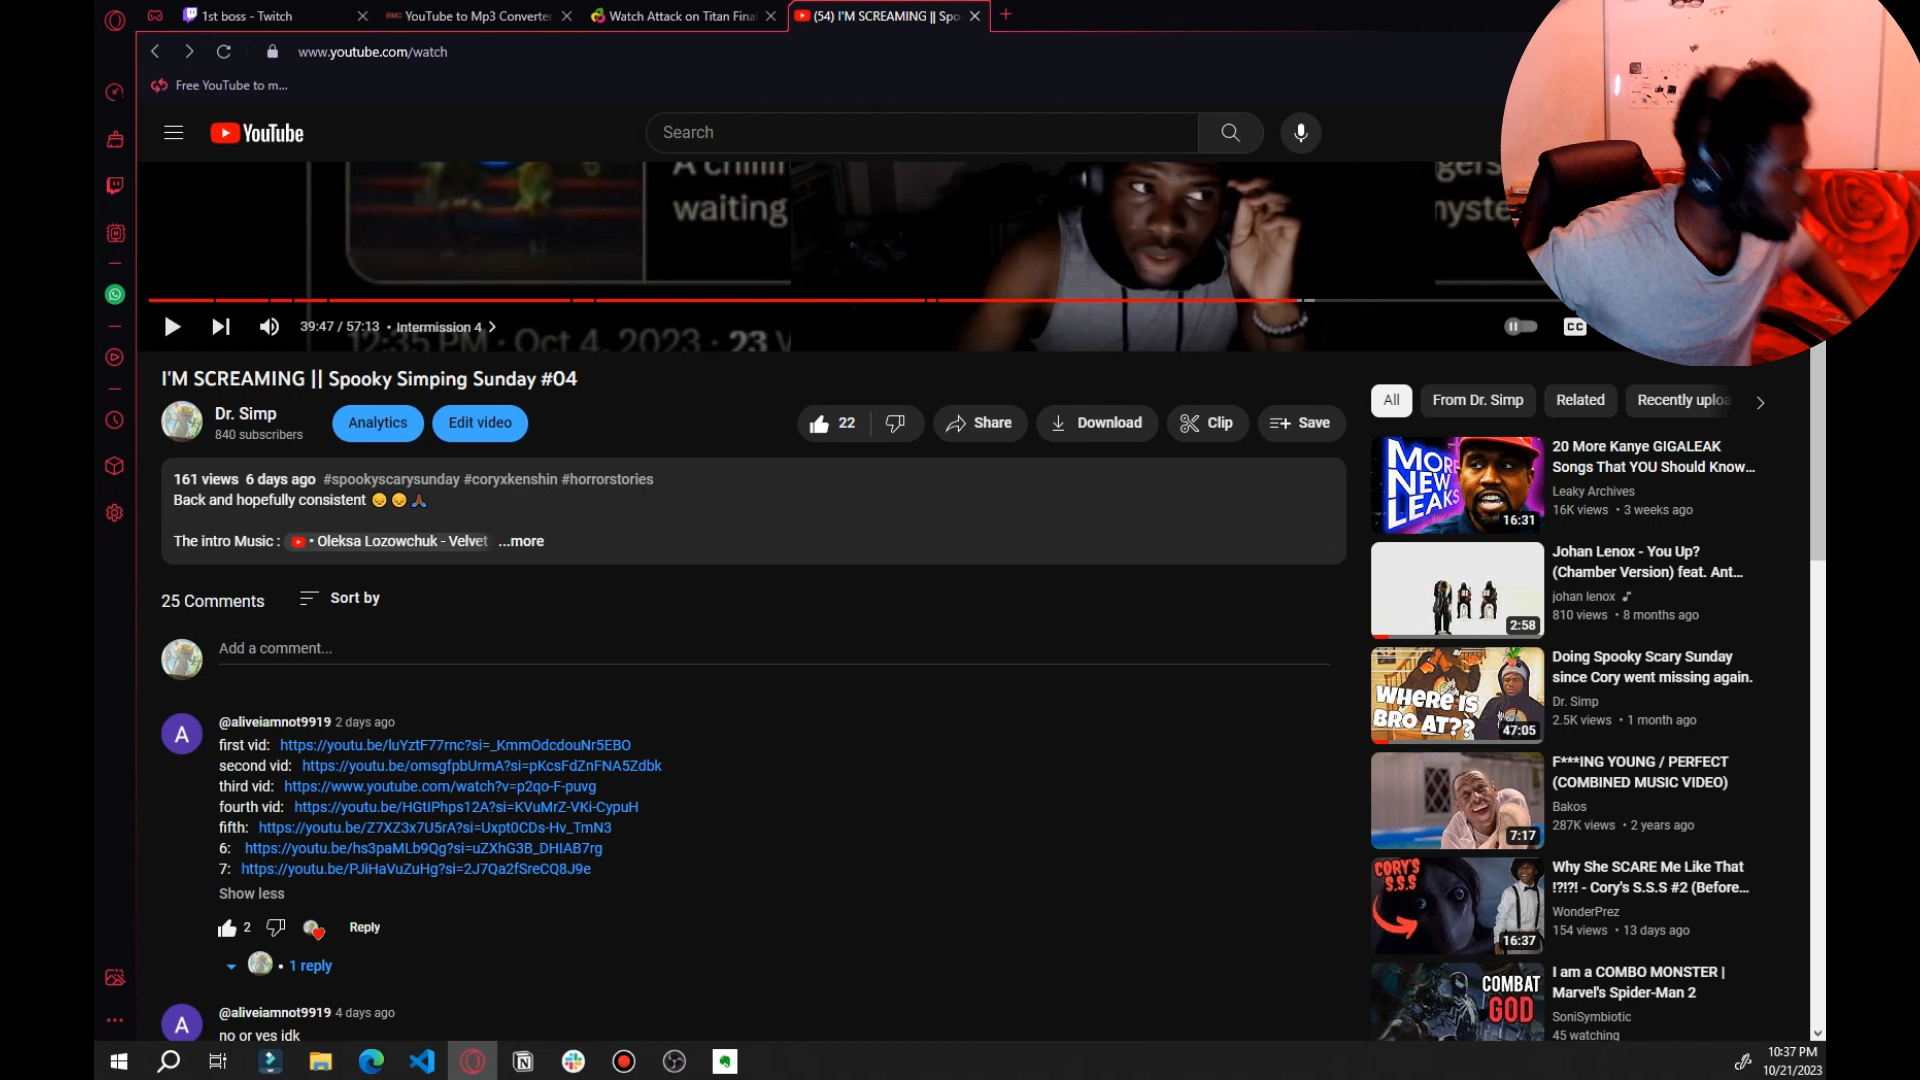 1st boss - Twitch
YouTube to Mp3 Converter
Watch Attack on Titan Final
(54) I'M SCREAMING || Spo
www.youtube.com/watch
Free YouTube to m...
YouTube
Search
A chilli
waiting
39:47 / 57:13 • Intermission 4
CC
12:35 PM · Oct 4, 2023 · 23 V
I'M SCREAMING || Spooky Simping Sunday #04
Dr. Simp
840 subscribers
Analytics
Edit video
22
Share
Download
Clip
Save
161 views 6 days ago #spookyscarysunday #coryxkenshin #horrorstories
Back and hopefully consistent 😞 😞 🙏🏾
The intro Music : • Oleksa Lozowchuk - Velvet ...more
25 Comments
Sort by
Add a comment...
A
@aliveiamnot9919 2 days ago
first vid: https://youtu.be/luYztF77rnc?si=_KmmOdcdouNr5EBO
second vid: https://youtu.be/omsgfpbUrmA?si=pKcsFdZnFNA5Zdbk
third vid: https://www.youtube.com/watch?v=p2qo-F-puvg
fourth vid: https://youtu.be/HGtIPhps12A?si=KVuMrZ-VKi-CypuH
fifth: https://youtu.be/Z7XZ3x7U5rA?si=Uxpt0CDs-Hv_TmN3
6: https://youtu.be/hs3paMLb9Qg?si=uZXhG3B_DHIAB7rg
7: https://youtu.be/PJiHaVuZuHg?si=2J7Qa2fSreCQ8J9e
Show less
2
Reply
• 1 reply
A
@aliveiamnot9919 4 days ago
no or yes idk
All
From Dr. Simp
Related
Recently uploa
MORE
NEW
LEAKS
16:31
20 More Kanye GIGALEAK
Songs That YOU Should Know...
Leaky Archives
16K views • 3 weeks ago
2:58
Johan Lenox - You Up?
(Chamber Version) feat. Ant...
johan lenox
810 views • 8 months ago
WHERE IS
BRO AT??
47:05
Doing Spooky Scary Sunday
since Cory went missing again.
Dr. Simp
2.5K views • 1 month ago
7:17
F***ING YOUNG / PERFECT
(COMBINED MUSIC VIDEO)
Bakos
287K views • 2 years ago
CORY'S
S.S.S
16:37
Why She SCARE Me Like That
!?!?! - Cory's S.S.S #2 (Before...
WonderPrez
154 views • 13 days ago
COMBAT
GOD
I am a COMBO MONSTER |
Marvel's Spider-Man 2
SoniSymbiotic
45 watching
10:37 PM
10/21/2023